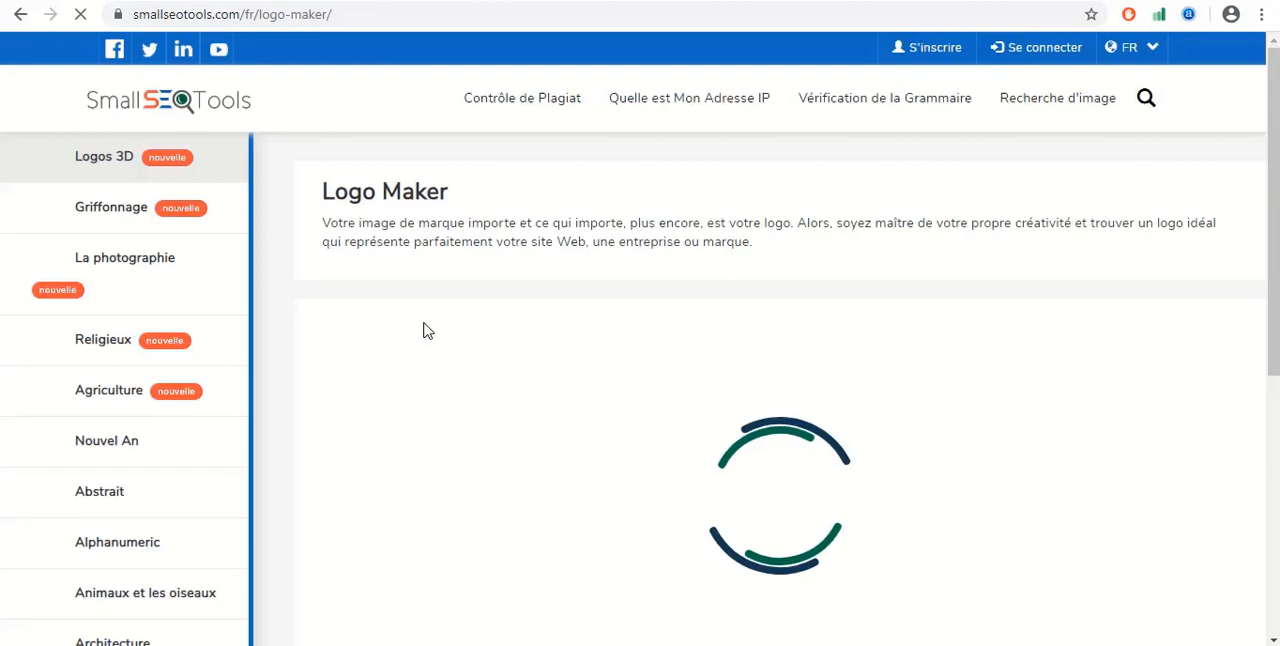 smallseotools.com/fr/logo-maker/
S'inscrire
Se connecter
FR
SmallSEOTools
Contrôle de Plagiat
Quelle est Mon Adresse IP
Vérification de la Grammaire
Recherche d'image
Logos 3D nouvelle
Griffonnage nouvelle
La photographie
nouvelle
Religieux nouvelle
Agriculture nouvelle
Nouvel An
Abstrait
Alphanumeric
Animaux et les oiseaux
Architecture
Logo Maker
Votre image de marque importe et ce qui importe, plus encore, est votre logo. Alors, soyez maître de votre propre créativité et trouver un logo idéal
qui représente parfaitement votre site Web, une entreprise ou marque.